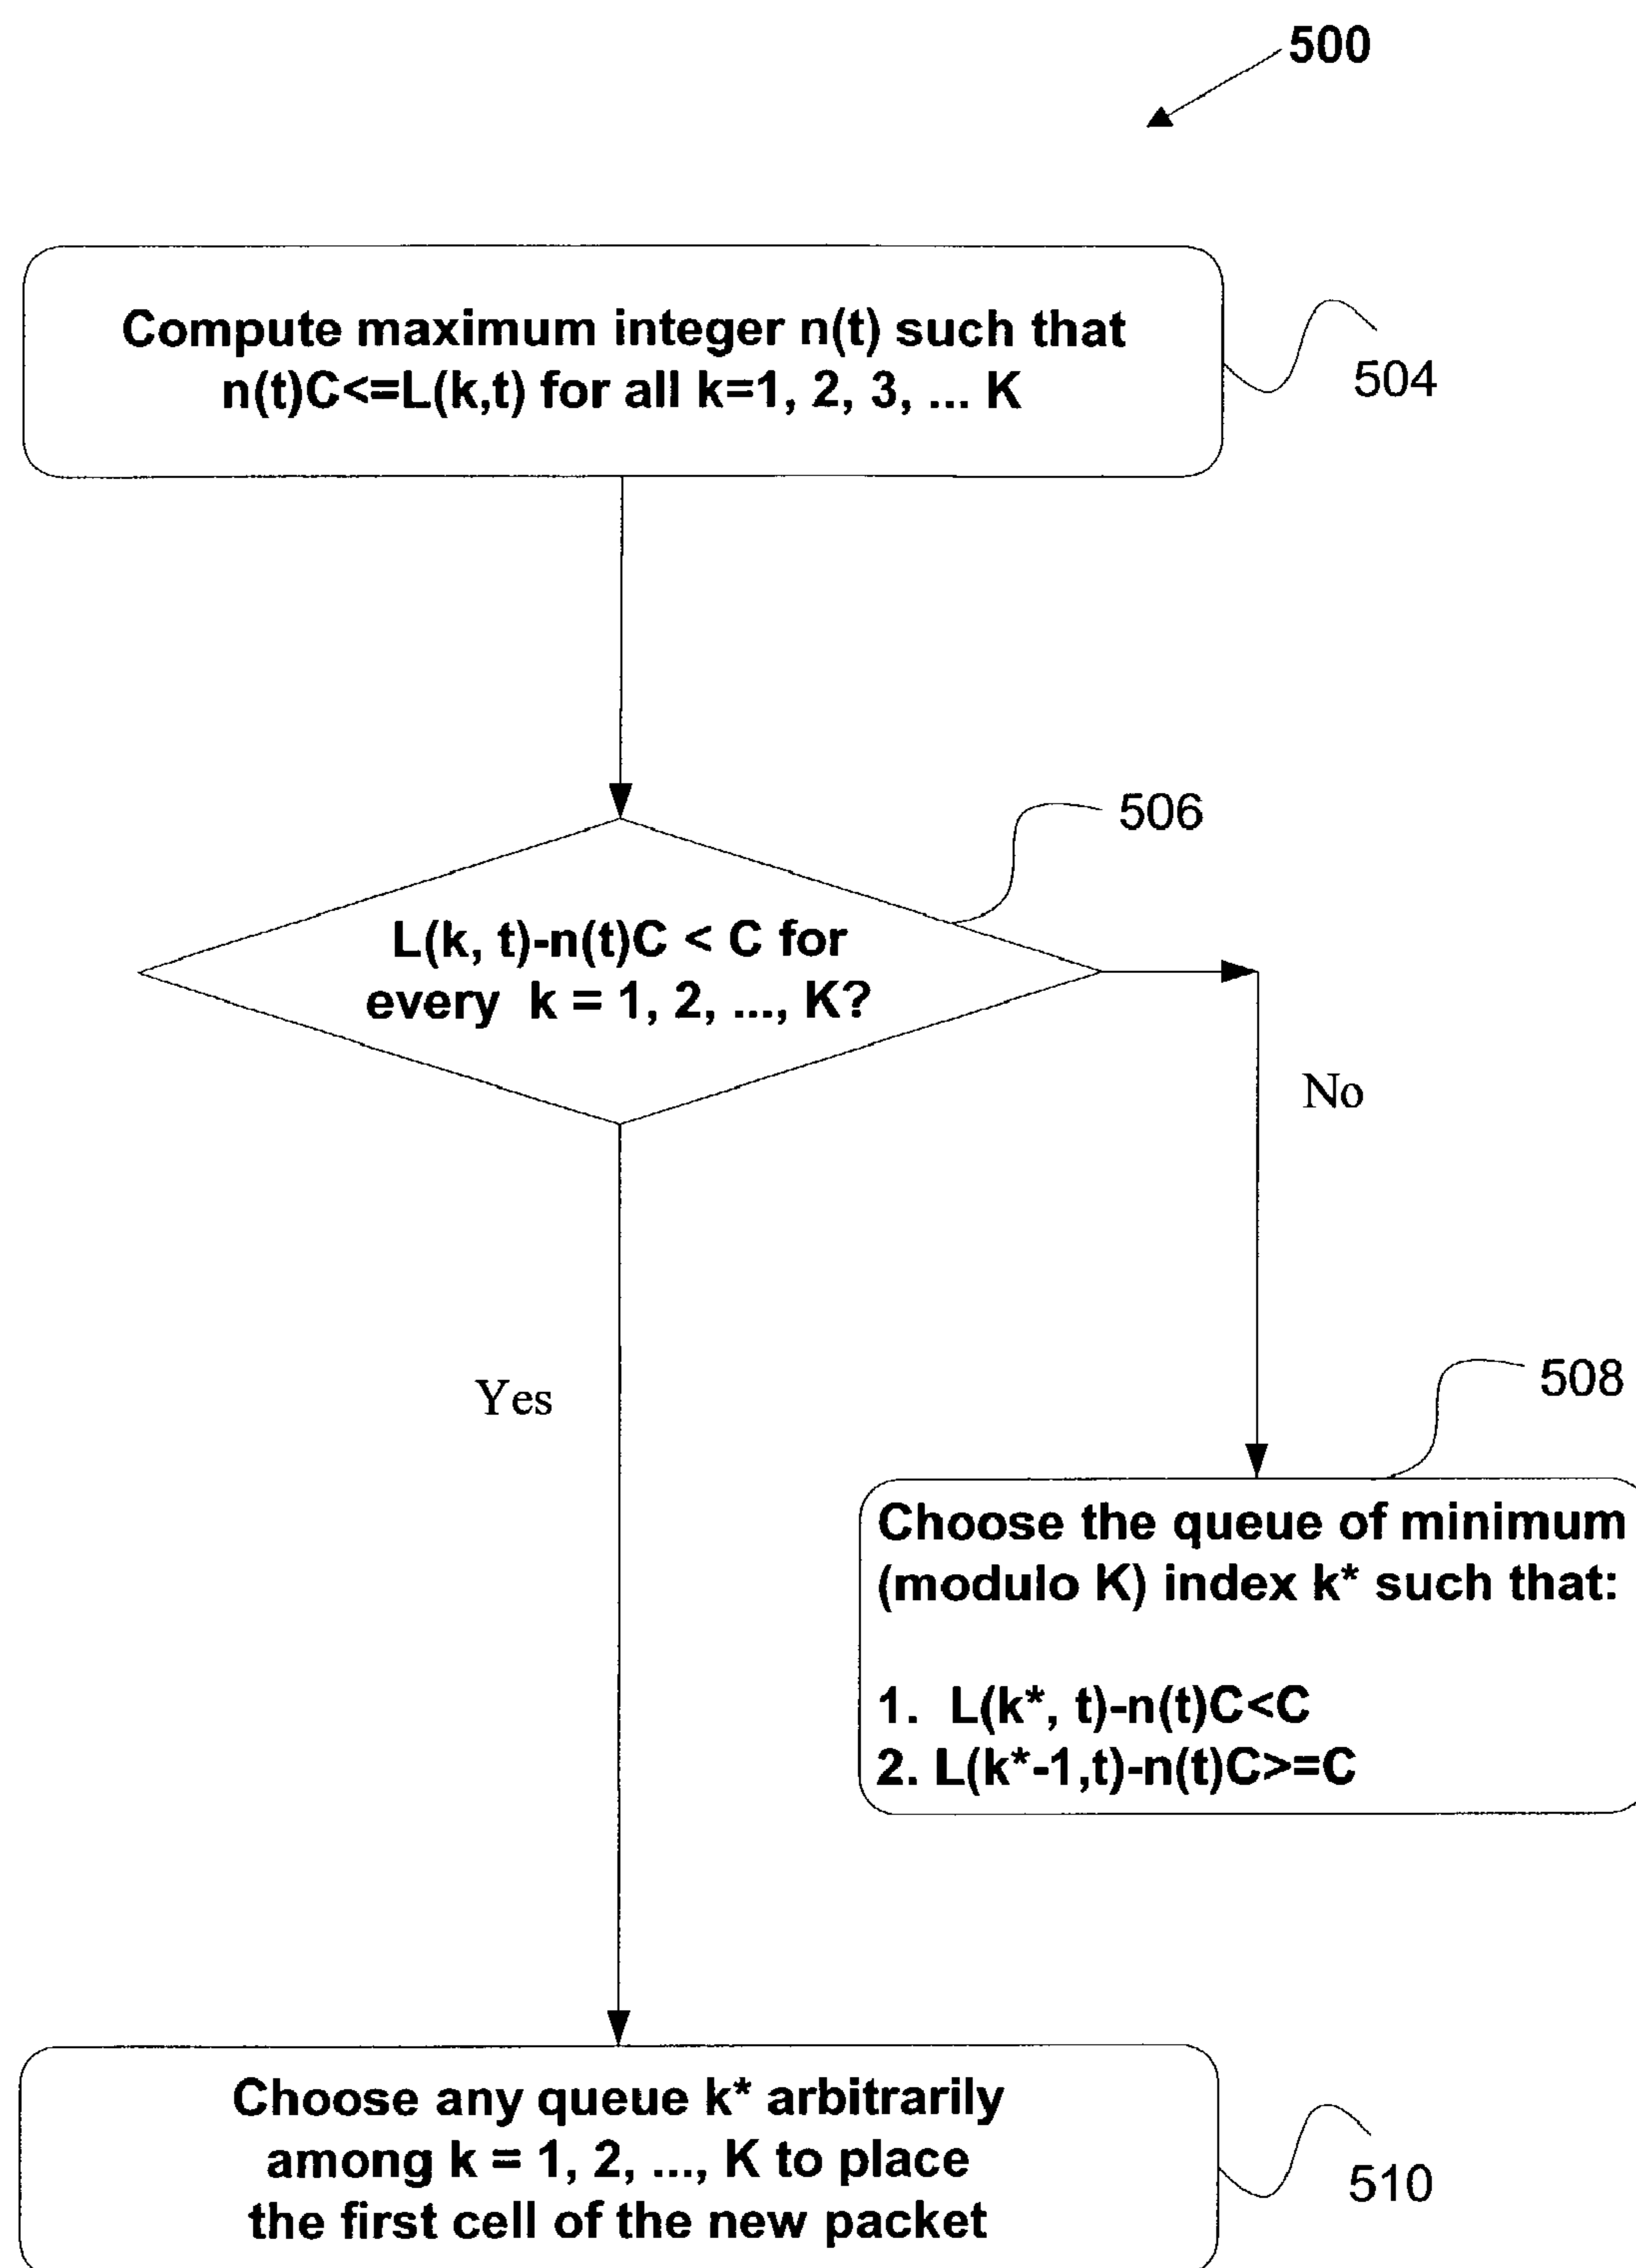 500
Compute maximum integer n(t) such that
n(t)C<=L(k,t) for all k=1, 2, 3, ... K
504
506
L(k, t)-n(t)C < C for
every k = 1, 2, ..., K?
No
Yes
508
Choose the queue of minimum
(modulo K) index k* such that:
1. L(k*, t)-n(t)C<C
2. L(k*-1,t)-n(t)C>=C
Choose any queue k* arbitrarily
among k = 1, 2, ..., K to place
the first cell of the new packet
510